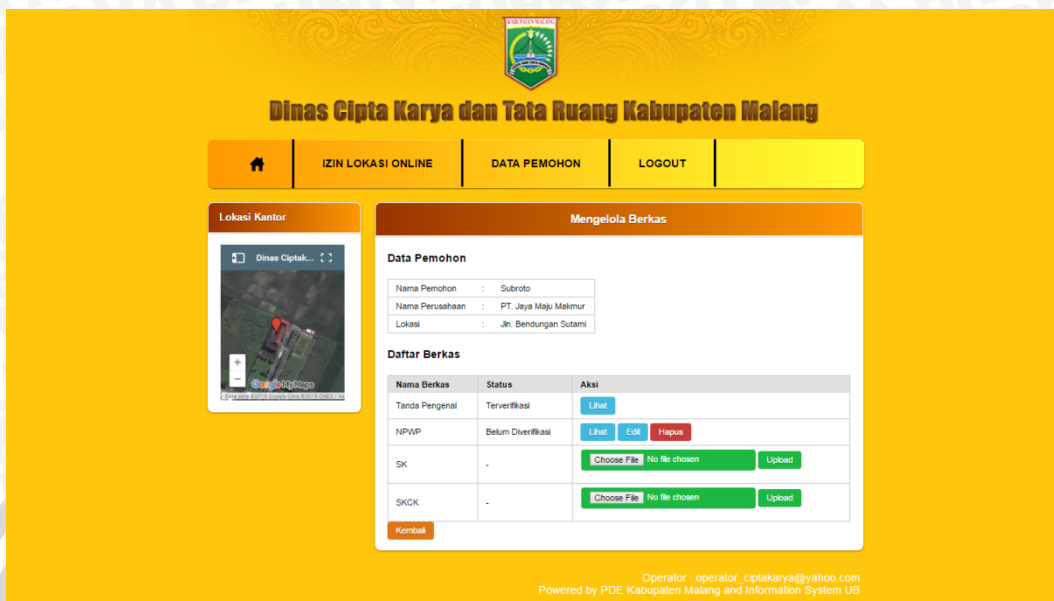 KABUPATEN MALANG
Dinas Cipta Karya dan Tata Ruang Kabupaten Malang
IZIN LOKASI ONLINE DATA PEMOHON LOGOUT
Lokasi Kantor
Dinas Ciptak...
Google My Maps
Mengelola Berkas
Data Pemohon
Nama Pemohon : Subroto
Nama Perusahaan : PT. Jaya Maju Makmur
Lokasi : Jln. Bendungan Sutami
Daftar Berkas
Nama Berkas Status Aksi
Tanda Pengenal Terverifikasi Lihat
NPWP Belum Diverifikasi Lihat Edit Hapus
SK - Choose File No file chosen Upload
SKCK - Choose File No file chosen Upload
Kembali
Operator : operator_ciptakarya@yahoo.com
Powered by PDE Kabupaten Malang and Information System UB